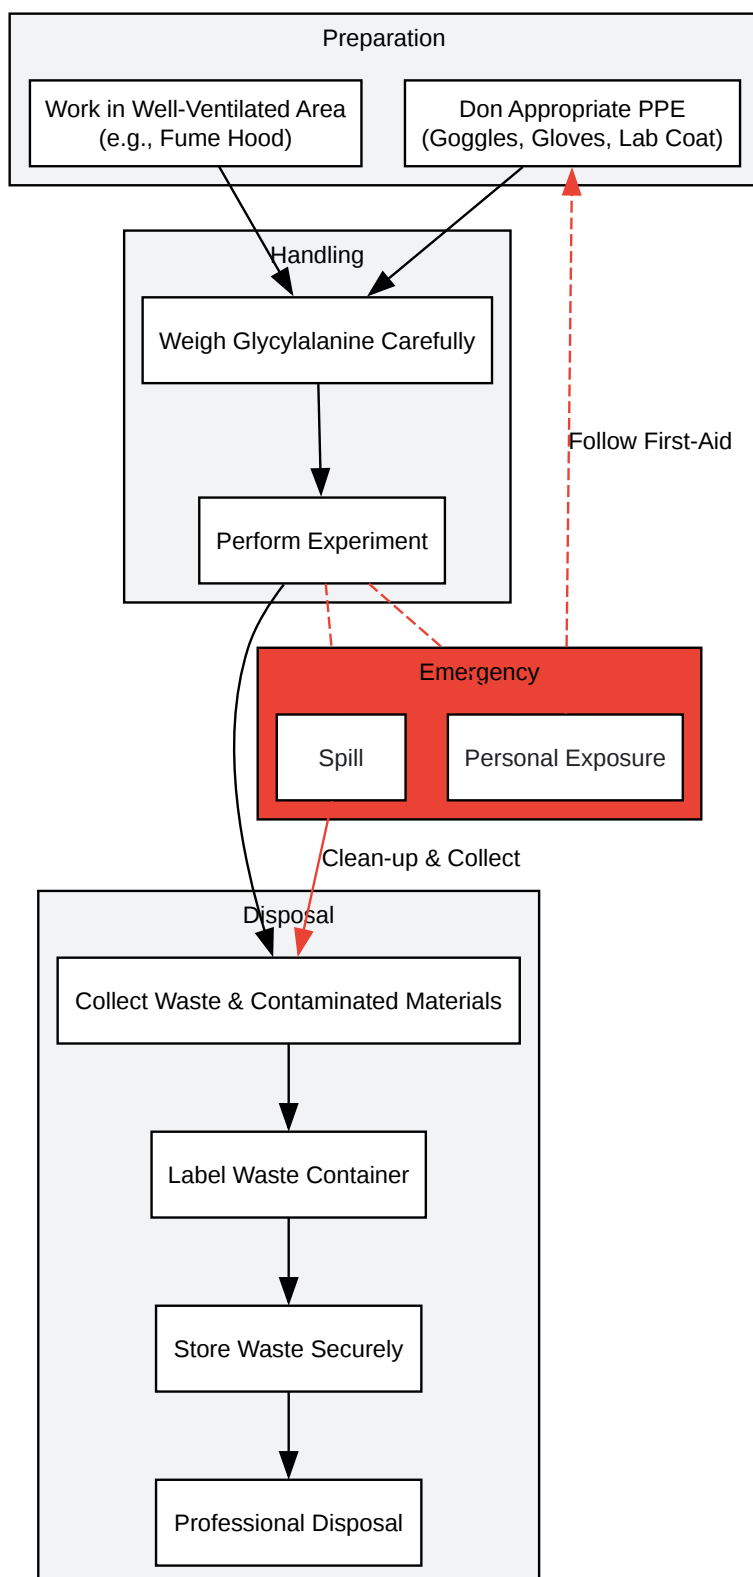 Preparation
Work in Well-Ventilated Area
(e.g., Fume Hood)
Don Appropriate PPE
(Goggles, Gloves, Lab Coat)
Handling
Weigh Glycylalanine Carefully
Follow First-Aid
Perform Experiment
Emergency
Spill
Personal Exposure
Clean-up & Collect
Disposal
Collect Waste & Contaminated Materials
Label Waste Container
Store Waste Securely
Professional Disposal